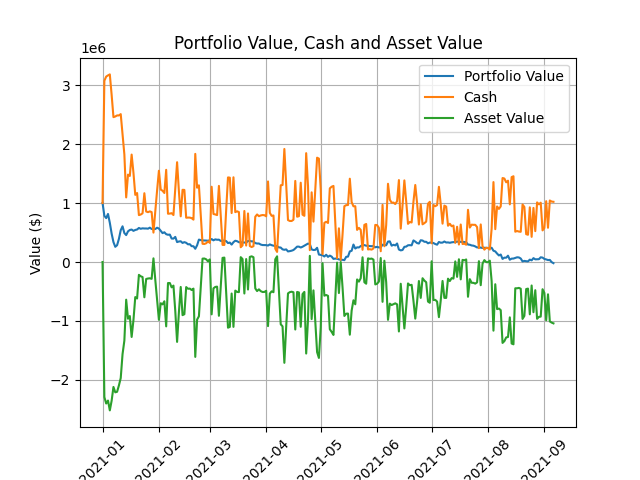 Portfolio Value, Cash and Asset Value
1e6
Portfolio Value
Cash
Asset Value
3
2
1
0
−1
−2
Value ($)
2021-01
2021-02
2021-03
2021-04
2021-05
2021-06
2021-07
2021-08
2021-09